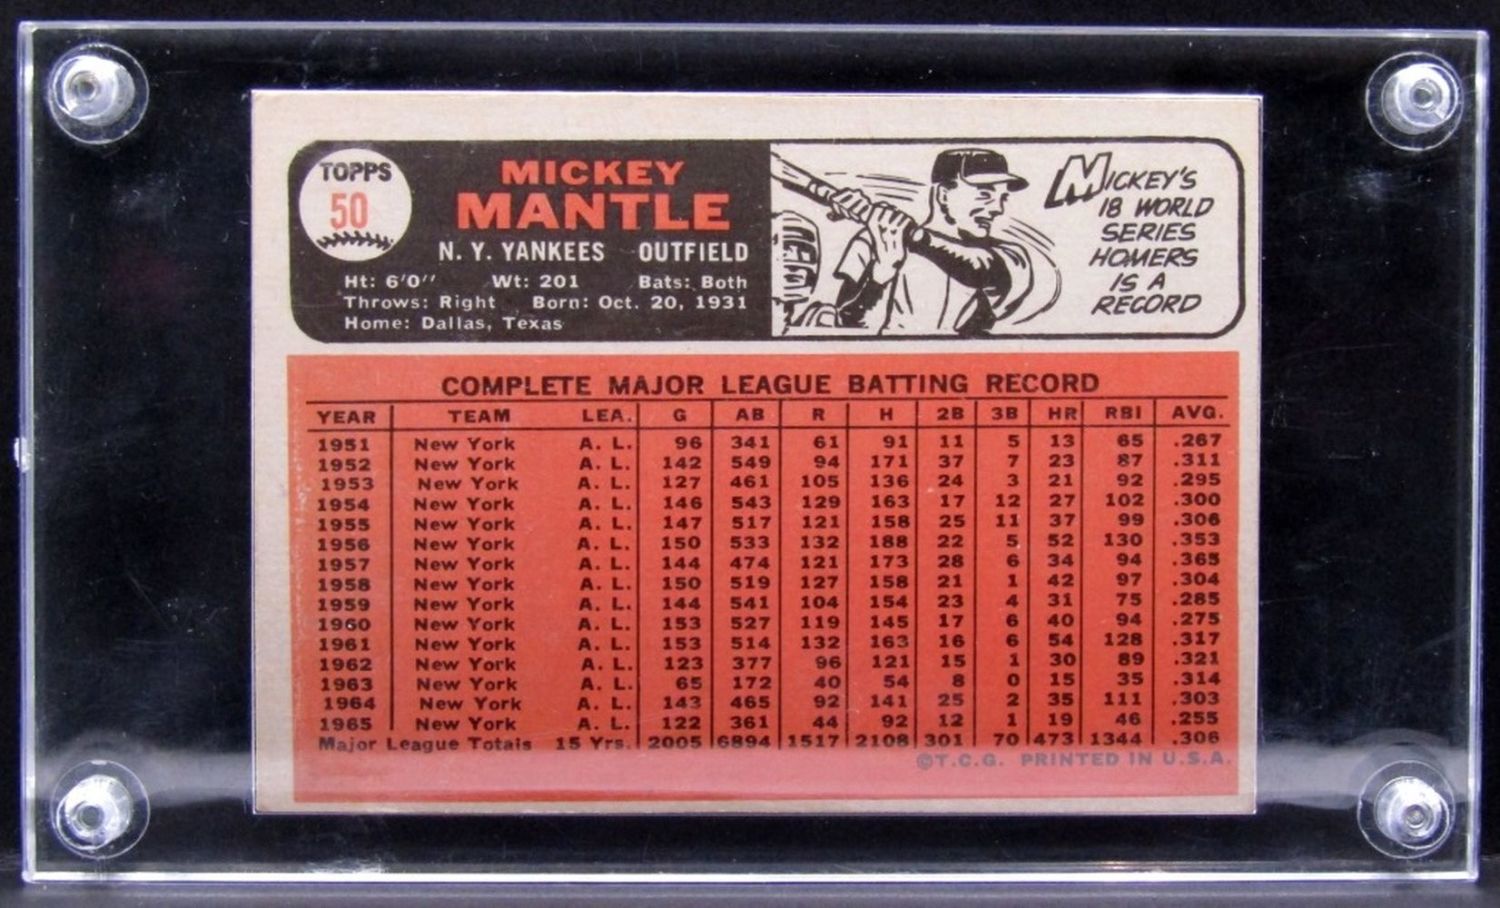 TOPPS
50
MICKEY
MANTLE
N. Y. YANKEES OUTFIELD
Ht: 6'0" Wt: 201 Bats: Both
Throws: Right Born: Oct. 20, 1931
Home: Dallas, Texas
MICKEY'S
18 WORLD
SERIES
HOMERS
IS A
RECORD
COMPLETE MAJOR LEAGUE BATTING RECORD
YEAR TEAM LEA. G AB R H 2B 3B HR RBI AVG.
1951 New York A. L. 96 341 61 91 11 5 13 65 .267
1952 New York A. L. 142 549 94 171 37 7 23 87 .311
1953 New York A. L. 127 461 105 136 24 3 21 92 .295
1954 New York A. L. 146 543 129 163 17 12 27 102 .300
1955 New York A. L. 147 517 121 158 25 11 37 99 .306
1956 New York A. L. 150 533 132 188 22 5 52 130 .353
1957 New York A. L. 144 474 121 173 28 6 34 94 .365
1958 New York A. L. 150 519 127 158 21 1 42 97 .304
1959 New York A. L. 144 541 104 154 23 4 31 75 .285
1960 New York A. L. 153 527 119 145 17 6 40 94 .275
1961 New York A. L. 153 514 132 163 16 6 54 128 .317
1962 New York A. L. 123 377 96 121 15 1 30 89 .321
1963 New York A. L. 65 172 40 54 8 0 15 35 .314
1964 New York A. L. 143 465 92 141 25 2 35 111 .303
1965 New York A. L. 122 361 44 92 12 1 19 46 .255
Major League Totals 15 Yrs. 2005 6894 1517 2108 301 70 473 1344 .306
©T.C.G. PRINTED IN U.S.A.